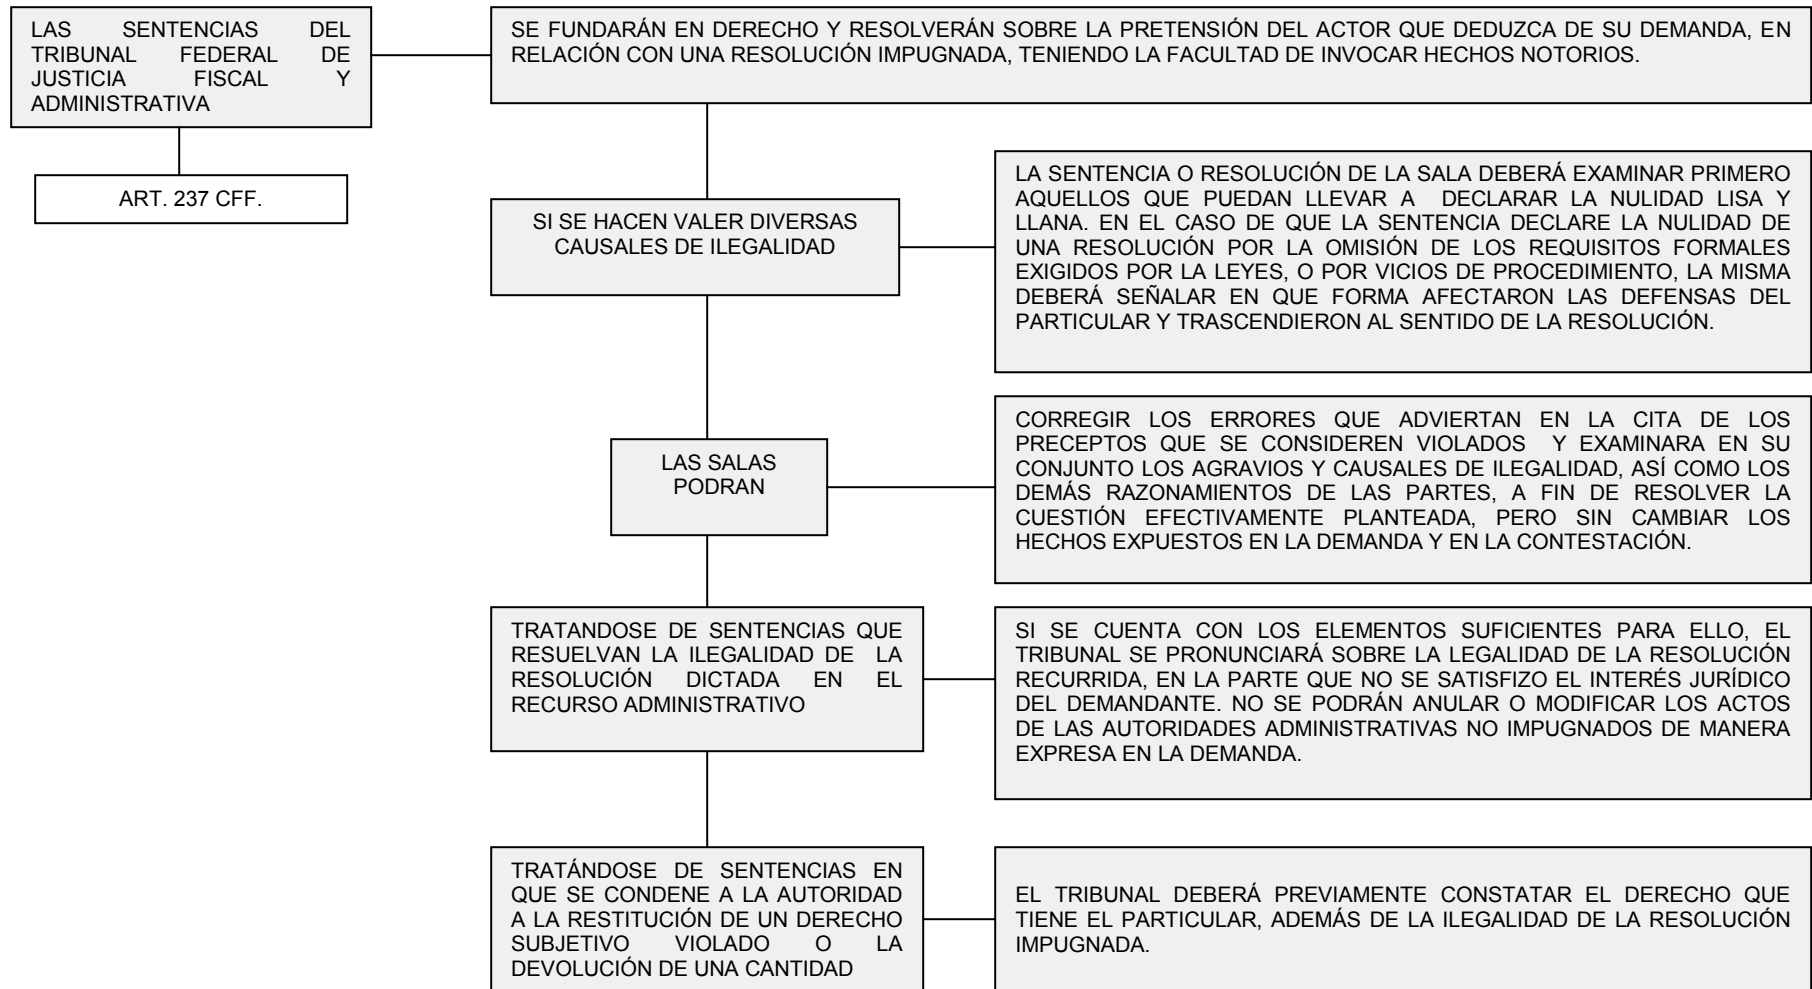 LAS SENTENCIAS DEL
TRIBUNAL FEDERAL DE
JUSTICIA FISCAL Y
ADMINISTRATIVA
SE FUNDARÁN EN DERECHO Y RESOLVERÁN SOBRE LA PRETENSIÓN DEL ACTOR QUE DEDUZCA DE SU DEMANDA, EN
RELACIÓN CON UNA RESOLUCIÓN IMPUGNADA, TENIENDO LA FACULTAD DE INVOCAR HECHOS NOTORIOS.
ART. 237 CFF.
SI SE HACEN VALER DIVERSAS
CAUSALES DE ILEGALIDAD
LA SENTENCIA O RESOLUCIÓN DE LA SALA DEBERÁ EXAMINAR PRIMERO
AQUELLOS QUE PUEDAN LLEVAR A DECLARAR LA NULIDAD LISA Y
LLANA. EN EL CASO DE QUE LA SENTENCIA DECLARE LA NULIDAD DE
UNA RESOLUCIÓN POR LA OMISIÓN DE LOS REQUISITOS FORMALES
EXIGIDOS POR LA LEYES, O POR VICIOS DE PROCEDIMIENTO, LA MISMA
DEBERÁ SEÑALAR EN QUE FORMA AFECTARON LAS DEFENSAS DEL
PARTICULAR Y TRASCENDIERON AL SENTIDO DE LA RESOLUCIÓN.
LAS SALAS
PODRAN
CORREGIR LOS ERRORES QUE ADVIERTAN EN LA CITA DE LOS
PRECEPTOS QUE SE CONSIDEREN VIOLADOS Y EXAMINARA EN SU
CONJUNTO LOS AGRAVIOS Y CAUSALES DE ILEGALIDAD, ASÍ COMO LOS
DEMÁS RAZONAMIENTOS DE LAS PARTES, A FIN DE RESOLVER LA
CUESTIÓN EFECTIVAMENTE PLANTEADA, PERO SIN CAMBIAR LOS
HECHOS EXPUESTOS EN LA DEMANDA Y EN LA CONTESTACIÓN.
TRATANDOSE DE SENTENCIAS QUE
RESUELVAN LA ILEGALIDAD DE LA
RESOLUCIÓN DICTADA EN EL
RECURSO ADMINISTRATIVO
SI SE CUENTA CON LOS ELEMENTOS SUFICIENTES PARA ELLO, EL
TRIBUNAL SE PRONUNCIARÁ SOBRE LA LEGALIDAD DE LA RESOLUCIÓN
RECURRIDA, EN LA PARTE QUE NO SE SATISFIZO EL INTERÉS JURÍDICO
DEL DEMANDANTE. NO SE PODRÁN ANULAR O MODIFICAR LOS ACTOS
DE LAS AUTORIDADES ADMINISTRATIVAS NO IMPUGNADOS DE MANERA
EXPRESA EN LA DEMANDA.
TRATÁNDOSE DE SENTENCIAS EN
QUE SE CONDENE A LA AUTORIDAD
A LA RESTITUCIÓN DE UN DERECHO
SUBJETIVO VIOLADO O LA
DEVOLUCIÓN DE UNA CANTIDAD
EL TRIBUNAL DEBERÁ PREVIAMENTE CONSTATAR EL DERECHO QUE
TIENE EL PARTICULAR, ADEMÁS DE LA ILEGALIDAD DE LA RESOLUCIÓN
IMPUGNADA.